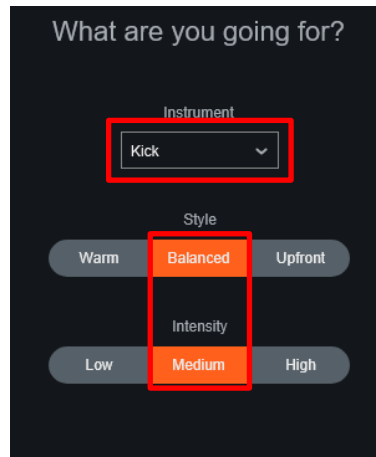 What are you going for?
Instrument
Kick
Style
Warm Balanced Upfront
Intensity
Low Medium High